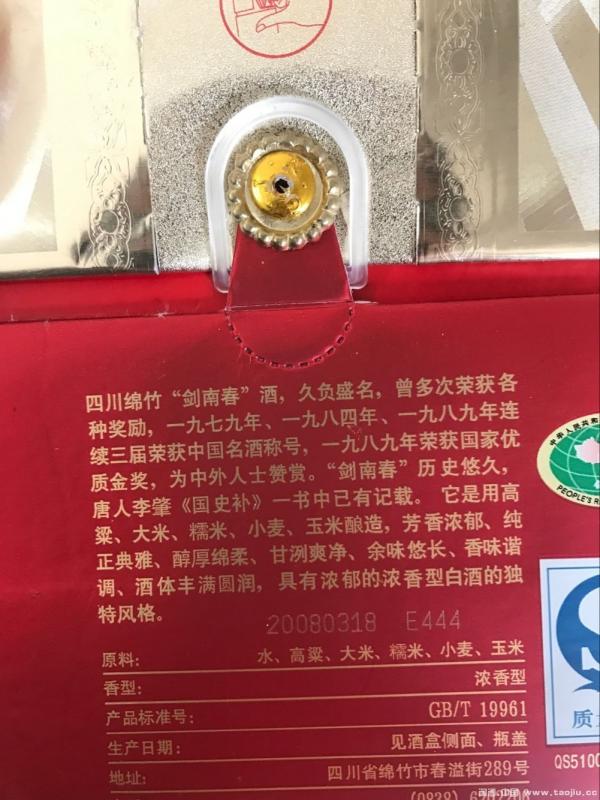 四川绵竹“剑南春”酒，久负盛名，曾多次荣获各
种奖励，一九七九年、一九八四年、一九八九年连
续三届荣获中国名酒称号，一九八九年荣获国家优
质金奖，为中外人士赞赏。“剑南春”历史悠久，
唐人李肇《国史补》一书中已有记载。它是用高
粱、大米、糯米、小麦、玉米酿造，芳香浓郁、纯
正典雅、醇厚绵柔、甘洌爽净、余味悠长、香味谐
调、酒体丰满圆润，具有浓郁的浓香型白酒的独
特风格。
20080318 E444
原料： 水、高粱、大米、糯米、小麦、玉米
香型： 浓香型
产品标准号： GB/T 19961
生产日期： 见酒盒侧面、瓶盖
地址： 四川省绵竹市春溢街289号
中华人民共和
PEOPLE'S R
质
QS5100
www.taojiu.cc